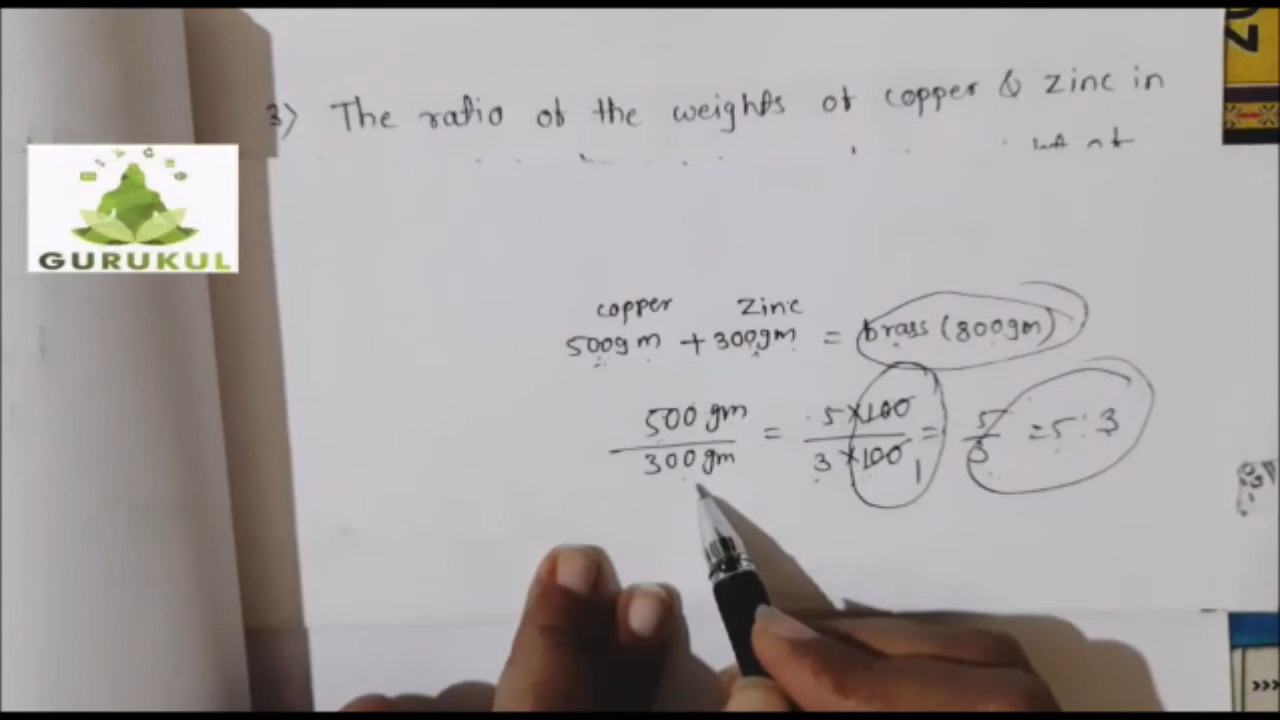 3) The ratio of the weights of copper & zinc in
GURUKUL
copper zinc
500gm + 300gm = brass (800gm)
500 gm / 300 gm = 5×100 / 3×100 1 = 5/3 = 5:3